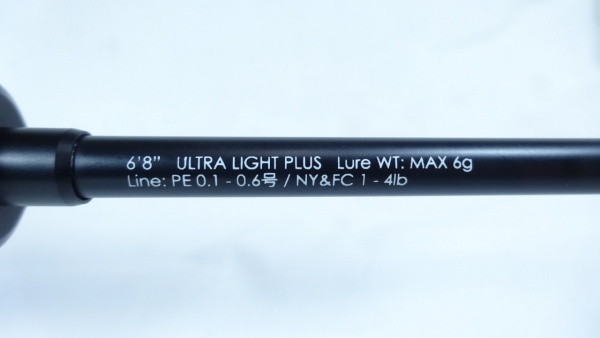 6'8” ULTRA LIGHT PLUS Lure WT: MAX 6g
Line: PE 0.1 - 0.6号 / NY&FC 1 - 4lb